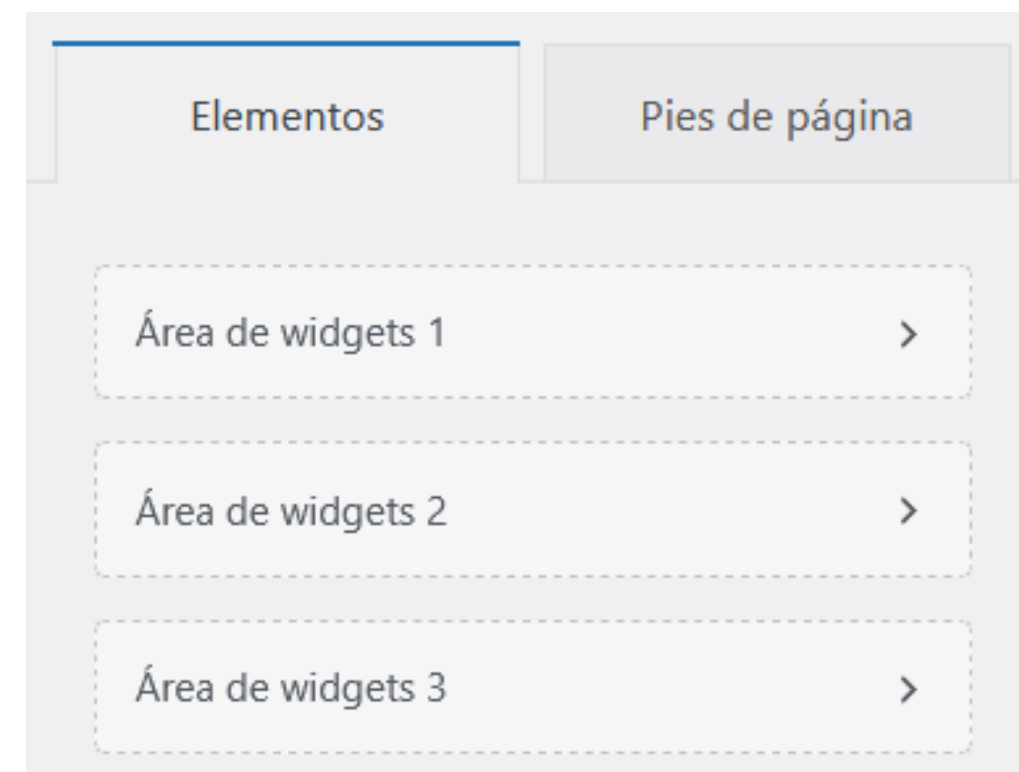 Elementos
Pies de página
Área de widgets 1
Área de widgets 2
Área de widgets 3